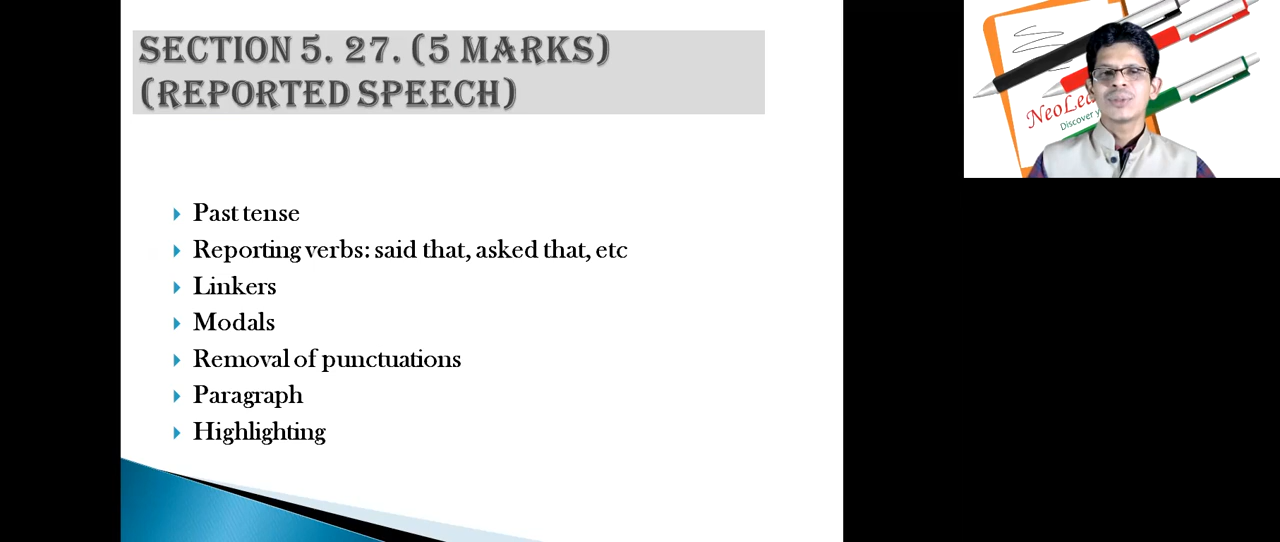 SECTION 5. 27. (5 MARKS)
(REPORTED SPEECH)
Past tense
Reporting verbs: said that, asked that, etc
Linkers
Modals
Removal of punctuations
Paragraph
Highlighting
Discover